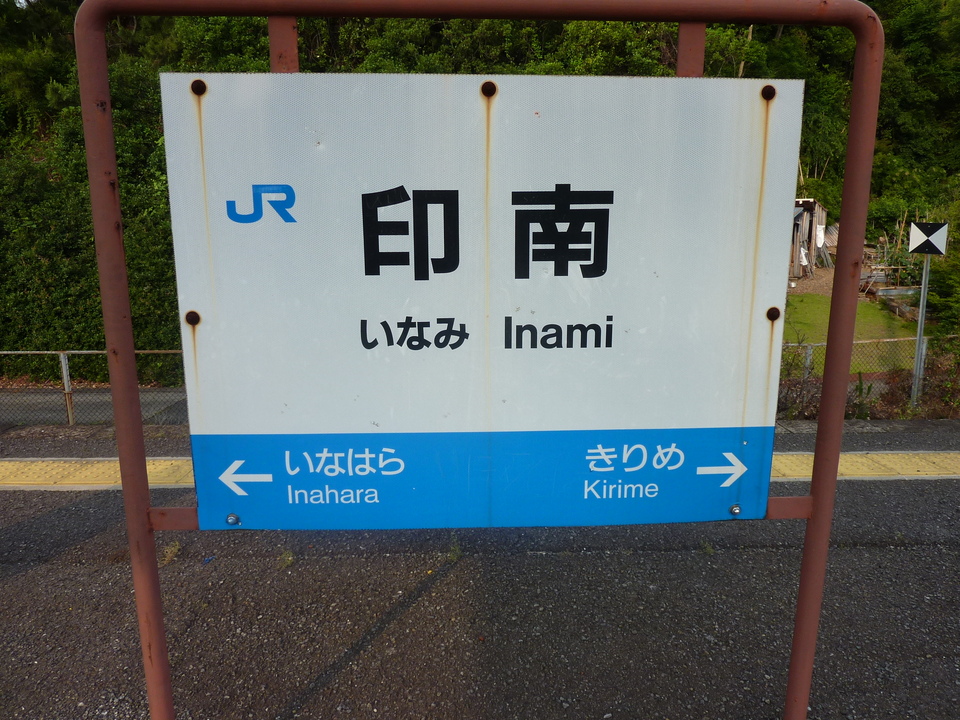 JR
印南
いなみ Inami
← いなはら
Inahara
きりめ →
Kirime